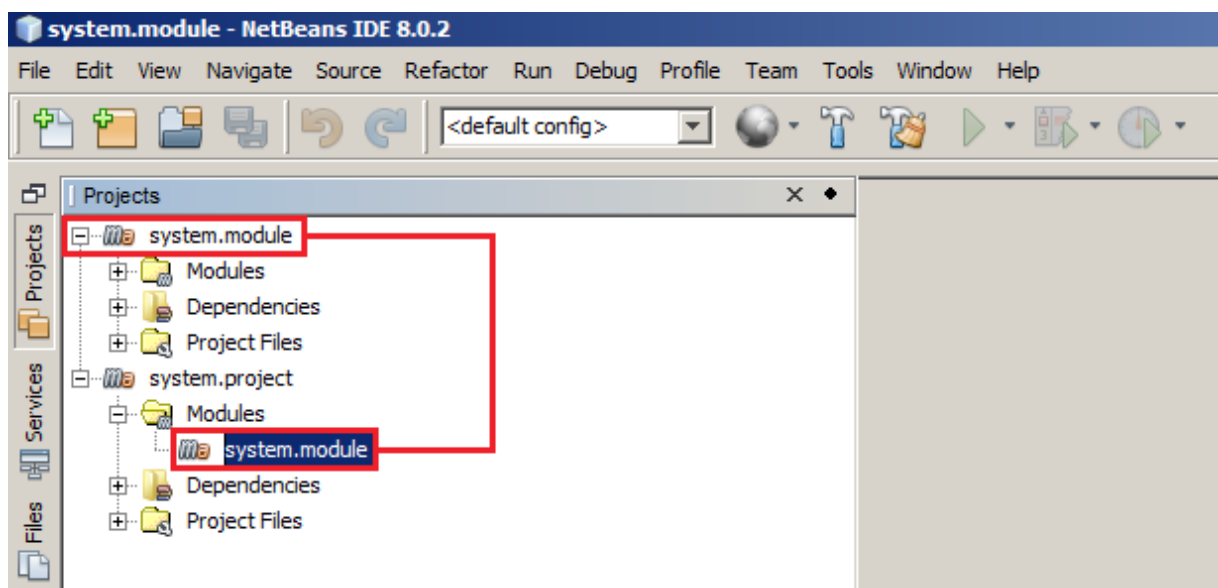 system.module - NetBeans IDE 8.0.2
File Edit View Navigate Source Refactor Run Debug Profile Team Tools Window Help
<default config>
Projects
system.module
Modules
Dependencies
Project Files
system.project
Modules
system.module
Dependencies
Project Files
Projects
Services
Files